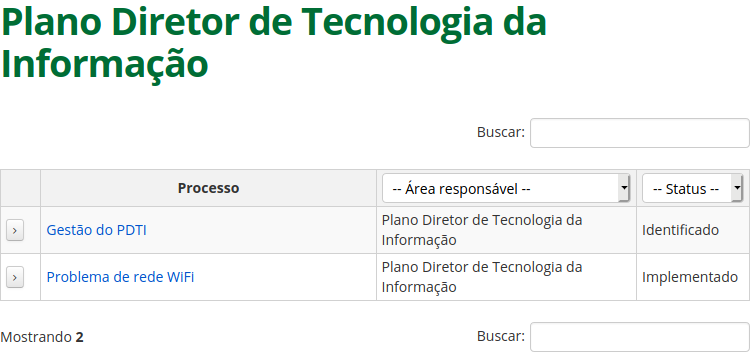 Plano Diretor de Tecnologia da
Informação
Buscar:
Processo -- Área responsável -- -- Status --
Gestão do PDTI Plano Diretor de Tecnologia da Identificado
Informação
Problema de rede WiFi Plano Diretor de Tecnologia da Implementado
Informação
Mostrando 2 Buscar: